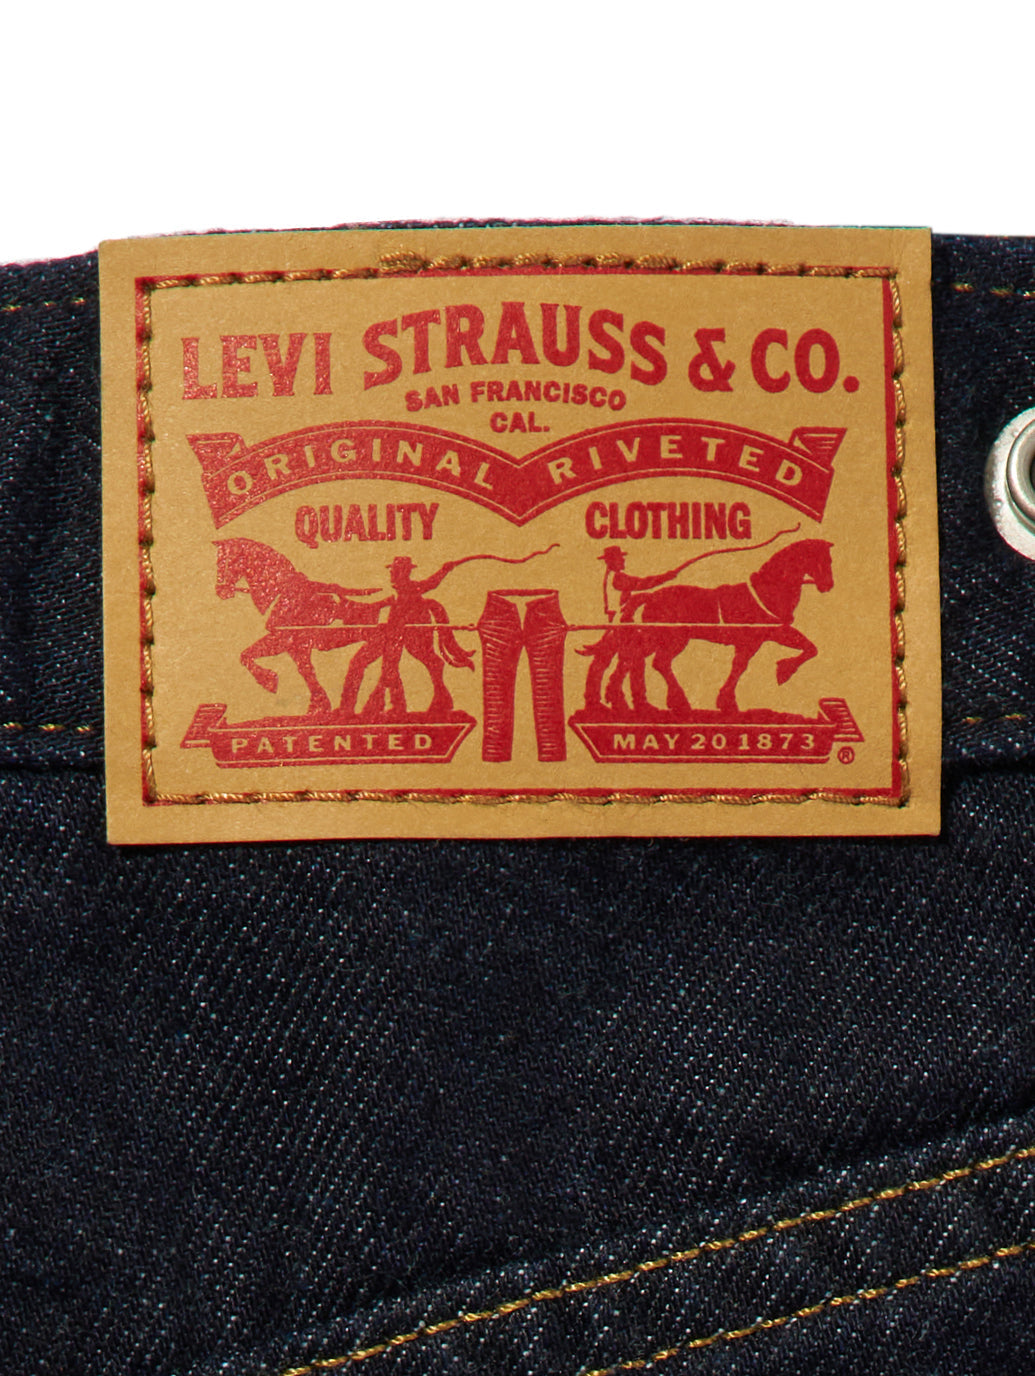 LEVI STRAUSS & CO.
SAN FRANCISCO
CAL.
ORIGINAL RIVETED
QUALITY CLOTHING
PATENTED MAY 20 1873 ®